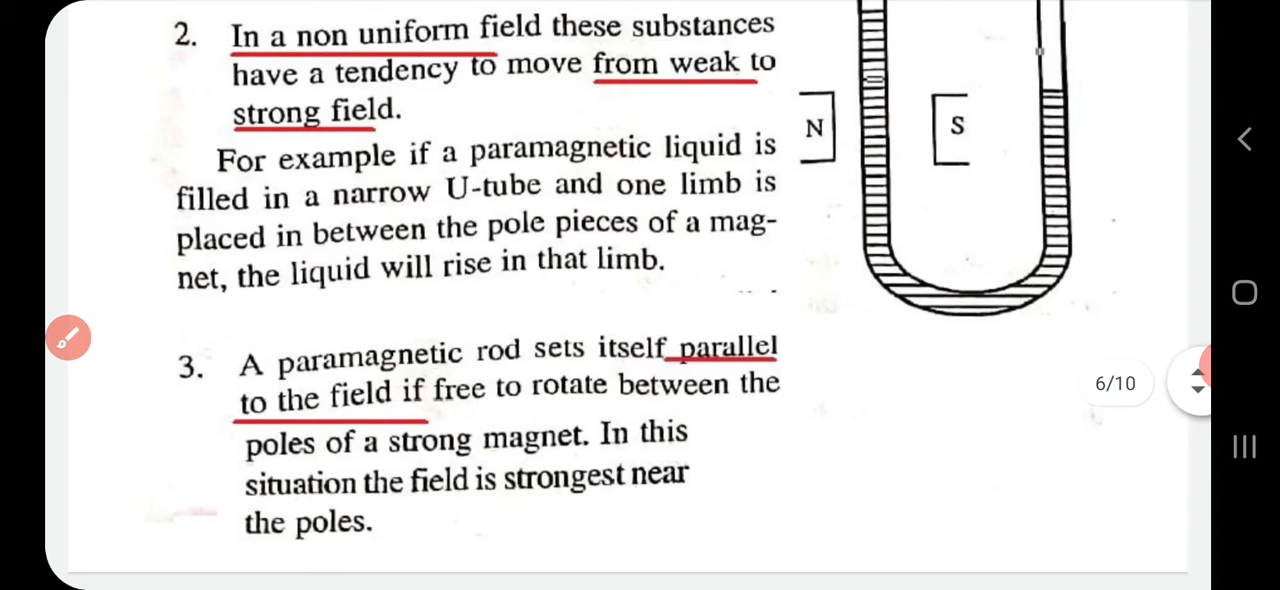 2. In a non uniform field these substances
have a tendency to move from weak to
strong field.
For example if a paramagnetic liquid is
filled in a narrow U-tube and one limb is
placed in between the pole pieces of a mag-
net, the liquid will rise in that limb.
N
S
3. A paramagnetic rod sets itself parallel
to the field if free to rotate between the
poles of a strong magnet. In this
situation the field is strongest near
the poles.
6/10